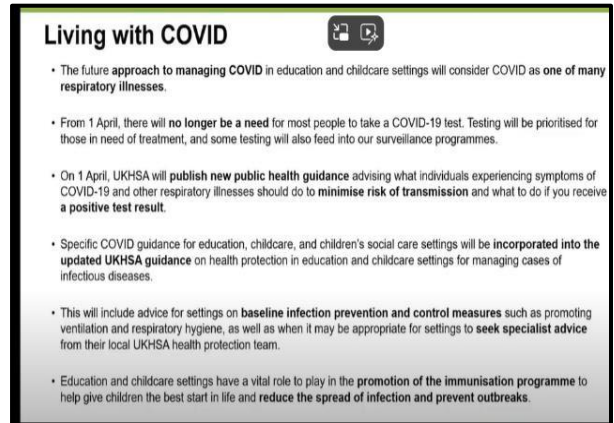 Living with COVID
• The future approach to managing COVID in education and childcare settings will consider COVID as one of many
respiratory illnesses.
• From 1 April, there will no longer be a need for most people to take a COVID-19 test. Testing will be prioritised for
those in need of treatment, and some testing will also feed into our surveillance programmes.
• On 1 April, UKHSA will publish new public health guidance advising what individuals experiencing symptoms of
COVID-19 and other respiratory illnesses should do to minimise risk of transmission and what to do if you receive
a positive test result.
• Specific COVID guidance for education, childcare, and children's social care settings will be incorporated into the
updated UKHSA guidance on health protection in education and childcare settings for managing cases of
infectious diseases.
• This will include advice for settings on baseline infection prevention and control measures such as promoting
ventilation and respiratory hygiene, as well as when it may be appropriate for settings to seek specialist advice
from their local UKHSA health protection team.
• Education and childcare settings have a vital role to play in the promotion of the immunisation programme to
help give children the best start in life and reduce the spread of infection and prevent outbreaks.